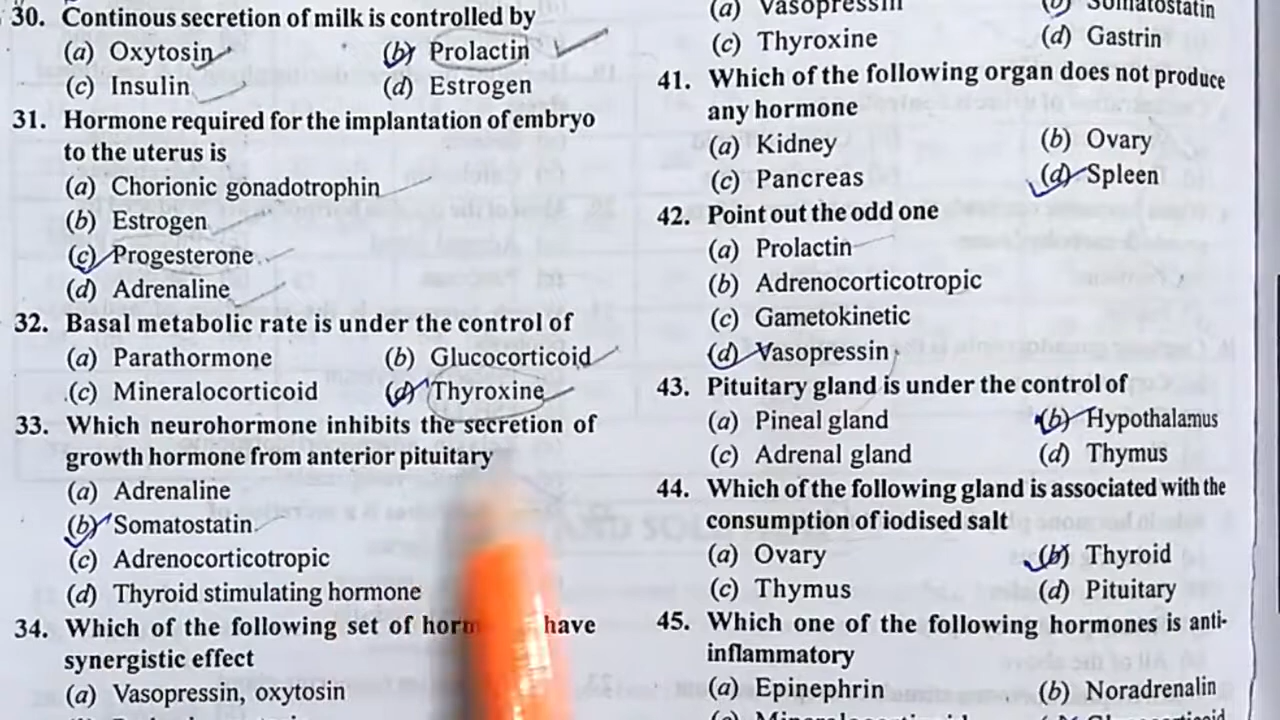 30. Continous secretion of milk is controlled by
(a) Oxytosin (b) Prolactin
(c) Insulin (d) Estrogen
31. Hormone required for the implantation of embryo
to the uterus is
(a) Chorionic gonadotrophin
(b) Estrogen
(c) Progesterone
(d) Adrenaline
32. Basal metabolic rate is under the control of
(a) Parathormone (b) Glucocorticoid
(c) Mineralocorticoid (d) Thyroxine
33. Which neurohormone inhibits the secretion of
growth hormone from anterior pituitary
(a) Adrenaline
(b) Somatostatin
(c) Adrenocorticotropic
(d) Thyroid stimulating hormone
34. Which of the following set of have
synergistic effect
(a) Vasopressin, oxytosin
(a) Vasopressin (b) Somatostatin
(c) Thyroxine (d) Gastrin
41. Which of the following organ does not produce
any hormone
(a) Kidney (b) Ovary
(c) Pancreas (d) Spleen
42. Point out the odd one
(a) Prolactin
(b) Adrenocorticotropic
(c) Gametokinetic
(d) Vasopressin
43. Pituitary gland is under the control of
(a) Pineal gland (b) Hypothalamus
(c) Adrenal gland (d) Thymus
44. Which of the following gland is associated with the
consumption of iodised salt
(a) Ovary (b) Thyroid
(c) Thymus (d) Pituitary
45. Which one of the following hormones is anti-
inflammatory
(a) Epinephrin (b) Noradrenalin